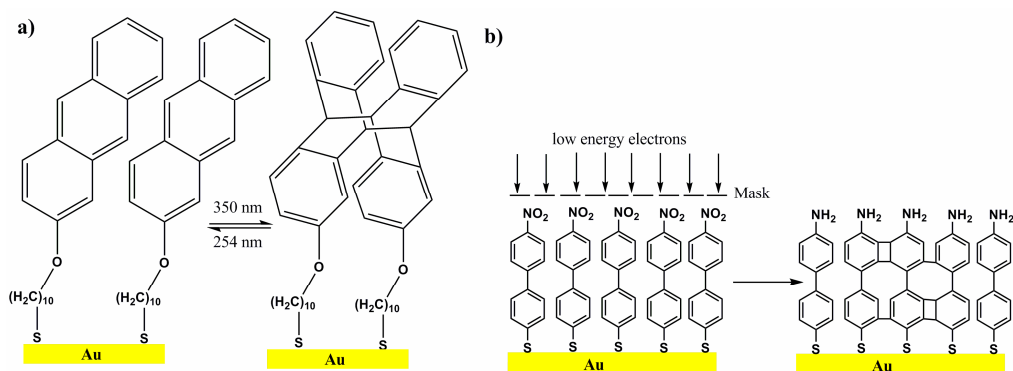 a)
350 nm
254 nm
O O O O
(H₂C)₁₀ (H₂C)₁₀ (H₂C)₁₀ (H₂C)₁₀
S S S S
Au Au
b)
low energy electrons
Mask
NO₂ NO₂ NO₂ NO₂ NO₂
NH₂ NH₂ NH₂ NH₂ NH₂
S S S S S S S S S S
Au Au